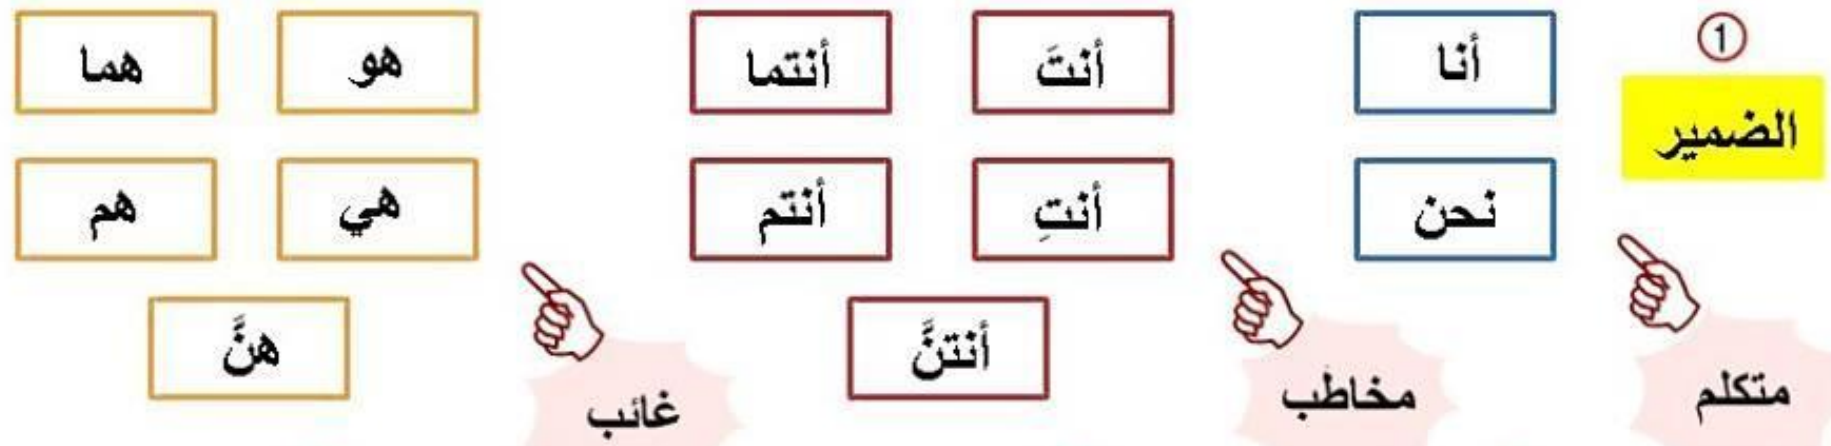 ①
الضمير
أنا
نحن
متكلم
أنتَ
أنتما
أنتِ
أنتم
أنتنَّ
مخاطب
هو
هما
هي
هم
هنَّ
غائب